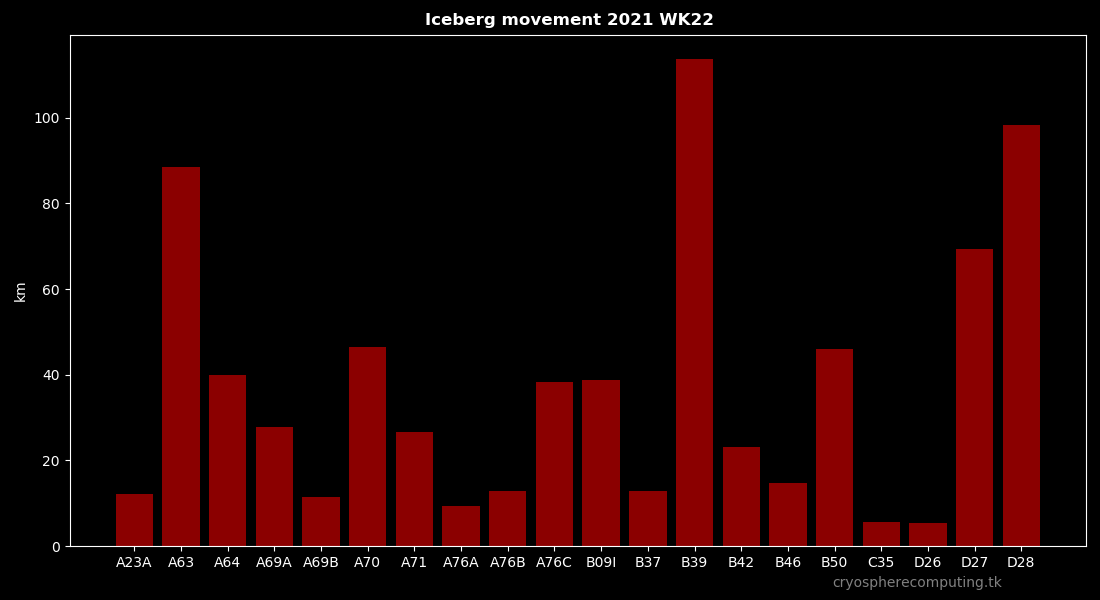 Iceberg movement 2021 WK22
km
100
80
60
40
20
0
A23A A63 A64 A69A A69B A70 A71 A76A A76B A76C B09I B37 B39 B42 B46 B50 C35 D26 D27 D28
cryospherecomputing.tk